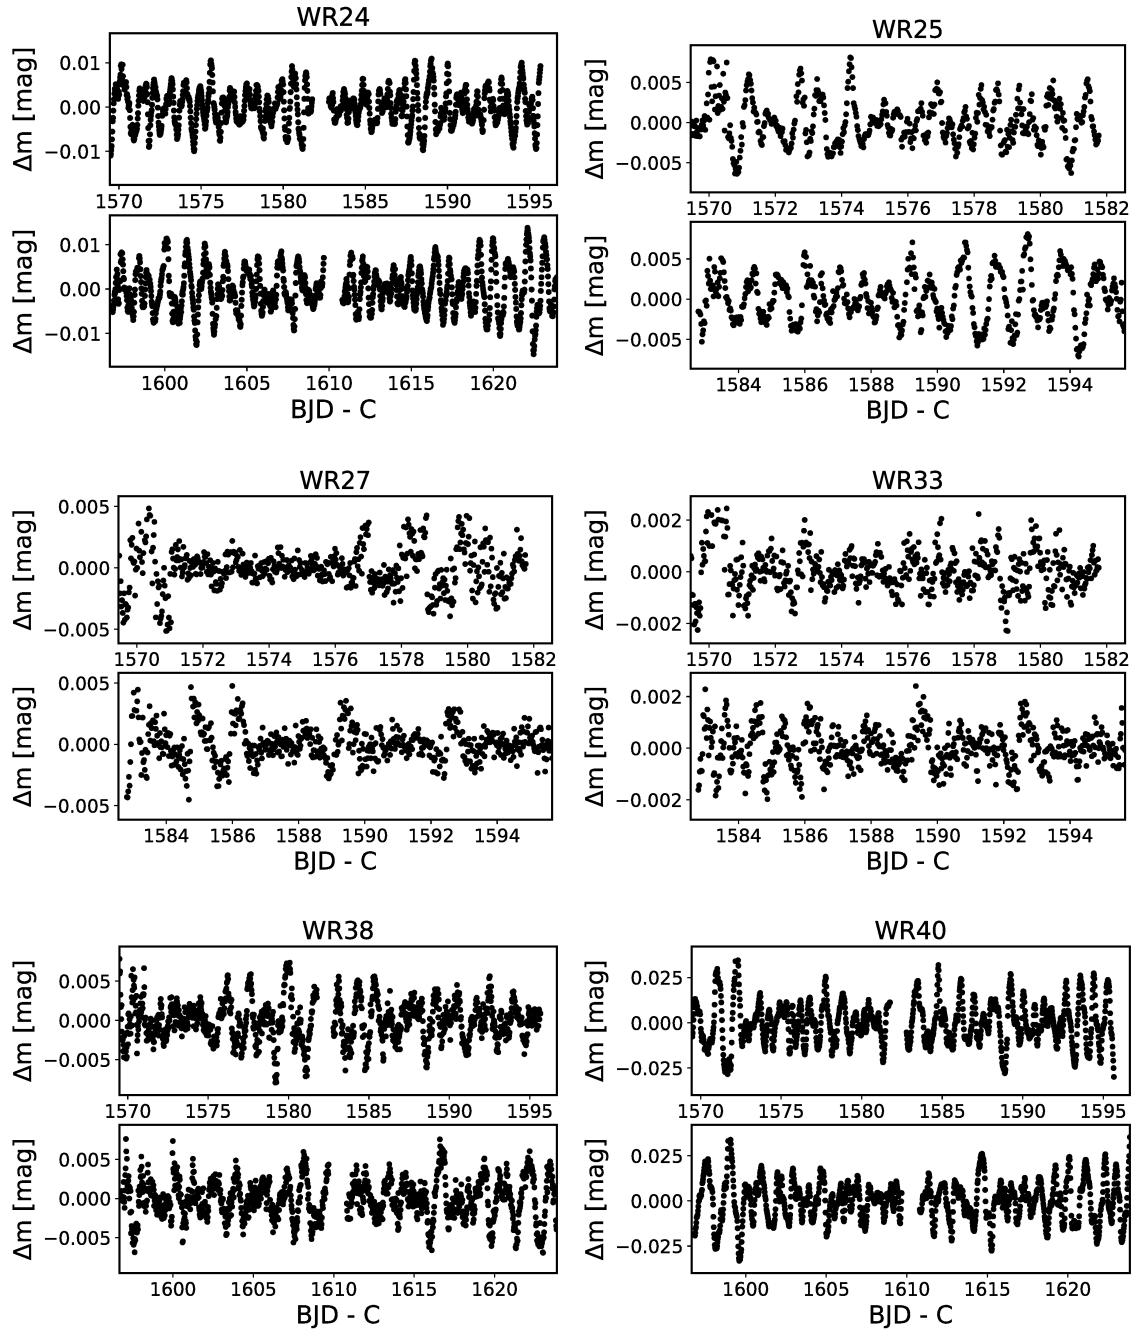 WR24
Δm [mag]
0.01
0.00
−0.01
1570 1575 1580 1585 1590 1595
Δm [mag]
0.01
0.00
−0.01
1600 1605 1610 1615 1620
BJD - C
WR25
Δm [mag]
0.005
0.000
−0.005
1570 1572 1574 1576 1578 1580 1582
Δm [mag]
0.005
0.000
−0.005
1584 1586 1588 1590 1592 1594
BJD - C
WR27
Δm [mag]
0.005
0.000
−0.005
1570 1572 1574 1576 1578 1580 1582
Δm [mag]
0.005
0.000
−0.005
1584 1586 1588 1590 1592 1594
BJD - C
WR33
Δm [mag]
0.002
0.000
−0.002
1570 1572 1574 1576 1578 1580 1582
Δm [mag]
0.002
0.000
−0.002
1584 1586 1588 1590 1592 1594
BJD - C
WR38
Δm [mag]
0.005
0.000
−0.005
1570 1575 1580 1585 1590 1595
Δm [mag]
0.005
0.000
−0.005
1600 1605 1610 1615 1620
BJD - C
WR40
Δm [mag]
0.025
0.000
−0.025
1570 1575 1580 1585 1590 1595
Δm [mag]
0.025
0.000
−0.025
1600 1605 1610 1615 1620
BJD - C